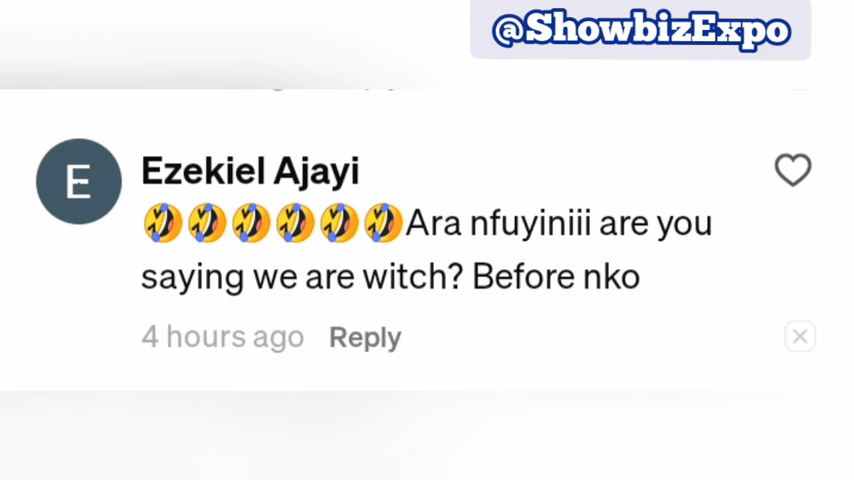 @ShowbizExpo
E
Ezekiel Ajayi
🤣🤣🤣🤣🤣🤣Ara nfuyiniii are you
saying we are witch? Before nko
4 hours ago Reply